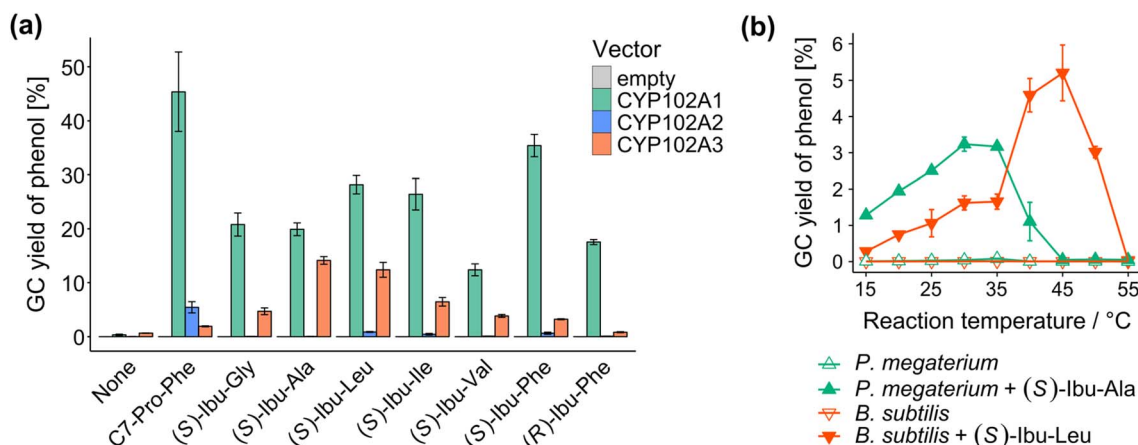 (a)
GC yield of phenol [%]
50
40
30
20
10
0
None
C7-Pro-Phe
(S)-Ibu-Gly
(S)-Ibu-Ala
(S)-Ibu-Leu
(S)-Ibu-Ile
(S)-Ibu-Val
(S)-Ibu-Phe
(R)-Ibu-Phe
Vector
empty
CYP102A1
CYP102A2
CYP102A3
(b)
GC yield of phenol [%]
6
5
4
3
2
1
0
15 25 35 45 55
Reaction temperature / °C
P. megaterium
P. megaterium + (S)-Ibu-Ala
B. subtilis
B. subtilis + (S)-Ibu-Leu